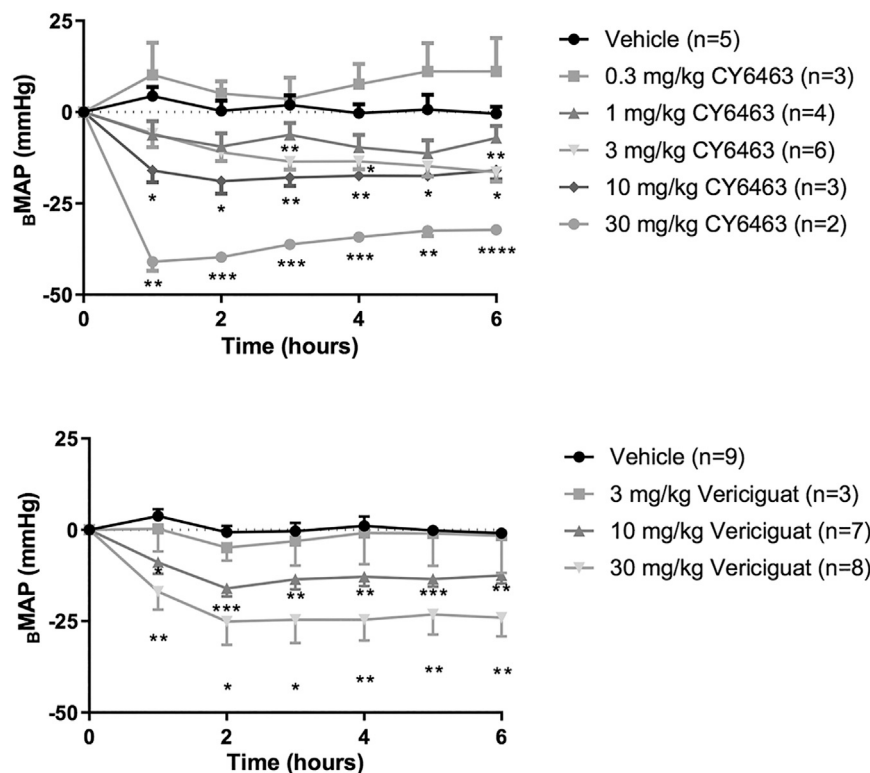 25
0
-25
-50
BMAP (mmHg)
0
2
4
6
Time (hours)
Vehicle (n=5)
0.3 mg/kg CY6463 (n=3)
1 mg/kg CY6463 (n=4)
3 mg/kg CY6463 (n=6)
10 mg/kg CY6463 (n=3)
30 mg/kg CY6463 (n=2)
** **
*
* * ** ** * *
** *** *** *** ** ****
25
0
-25
-50
BMAP (mmHg)
0
2
4
6
Time (hours)
Vehicle (n=9)
3 mg/kg Vericiguat (n=3)
10 mg/kg Vericiguat (n=7)
30 mg/kg Vericiguat (n=8)
* *** ** ** *** **
** * * ** ** **